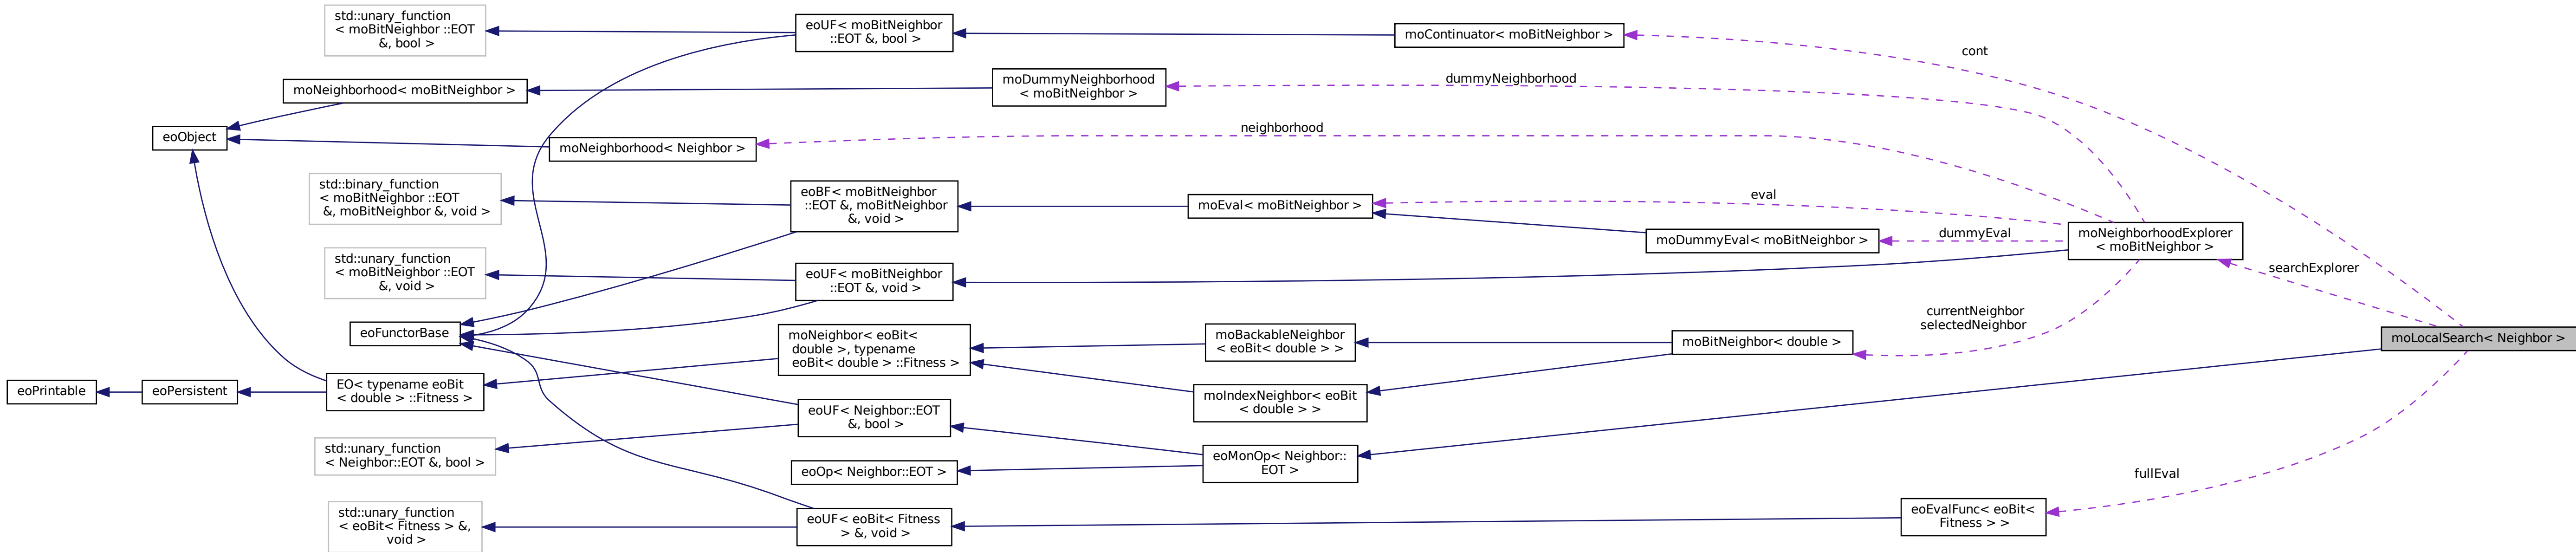 std::unary_function
< moBitNeighbor ::EOT
&, bool >
eoUF< moBitNeighbor
::EOT &, bool >
moContinuator< moBitNeighbor >
cont
moNeighborhood< moBitNeighbor >
moDummyNeighborhood
< moBitNeighbor >
dummyNeighborhood
eoObject
moNeighborhood< Neighbor >
neighborhood
std::binary_function
< moBitNeighbor ::EOT
&, moBitNeighbor &, void >
eoBF< moBitNeighbor
::EOT &, moBitNeighbor
&, void >
moEval< moBitNeighbor >
eval
moDummyEval< moBitNeighbor >
dummyEval
moNeighborhoodExplorer
< moBitNeighbor >
searchExplorer
std::unary_function
< moBitNeighbor ::EOT
&, void >
eoUF< moBitNeighbor
::EOT &, void >
currentNeighbor
selectedNeighbor
eoFunctorBase
moNeighbor< eoBit<
double >, typename
eoBit< double > ::Fitness >
moBackableNeighbor
< eoBit< double > >
moBitNeighbor< double >
moLocalSearch< Neighbor >
eoPrintable
eoPersistent
EO< typename eoBit
< double > ::Fitness >
moIndexNeighbor< eoBit
< double > >
eoUF< Neighbor::EOT
&, bool >
std::unary_function
< Neighbor::EOT &, bool >
eoOp< Neighbor::EOT >
eoMonOp< Neighbor::
EOT >
fullEval
std::unary_function
< eoBit< Fitness > &,
void >
eoUF< eoBit< Fitness
> &, void >
eoEvalFunc< eoBit<
Fitness > >